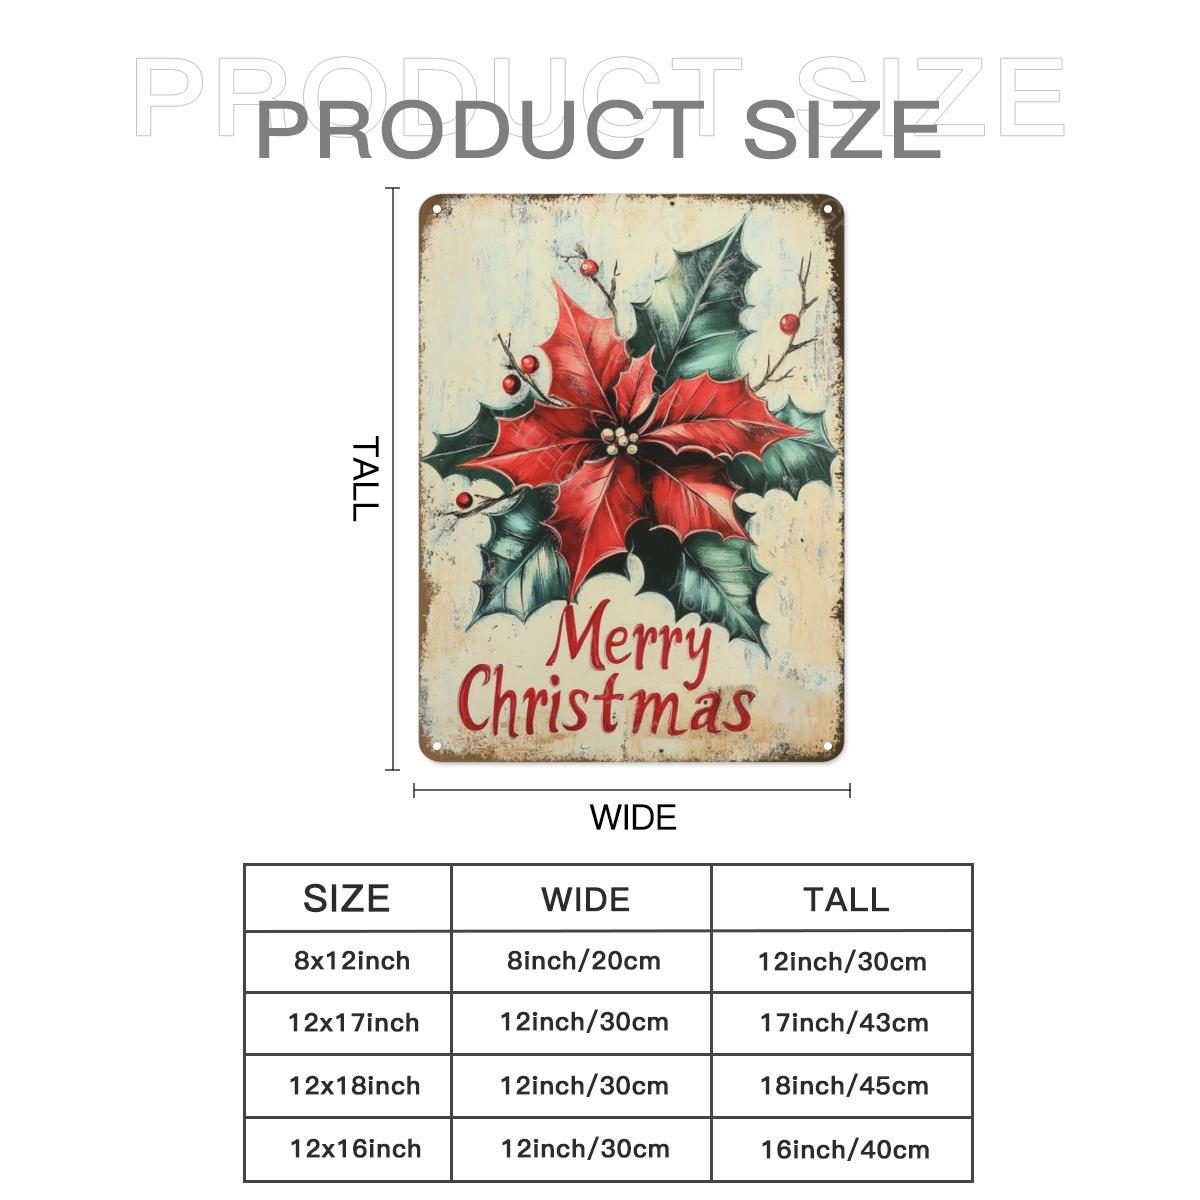 PRODUCT SIZE
PRODUCT SIZE
TALL
Merry
Christmas
WIDE
SIZE WIDE TALL
8x12inch 8inch/20cm 12inch/30cm
12x17inch 12inch/30cm 17inch/43cm
12x18inch 12inch/30cm 18inch/45cm
12x16inch 12inch/30cm 16inch/40cm